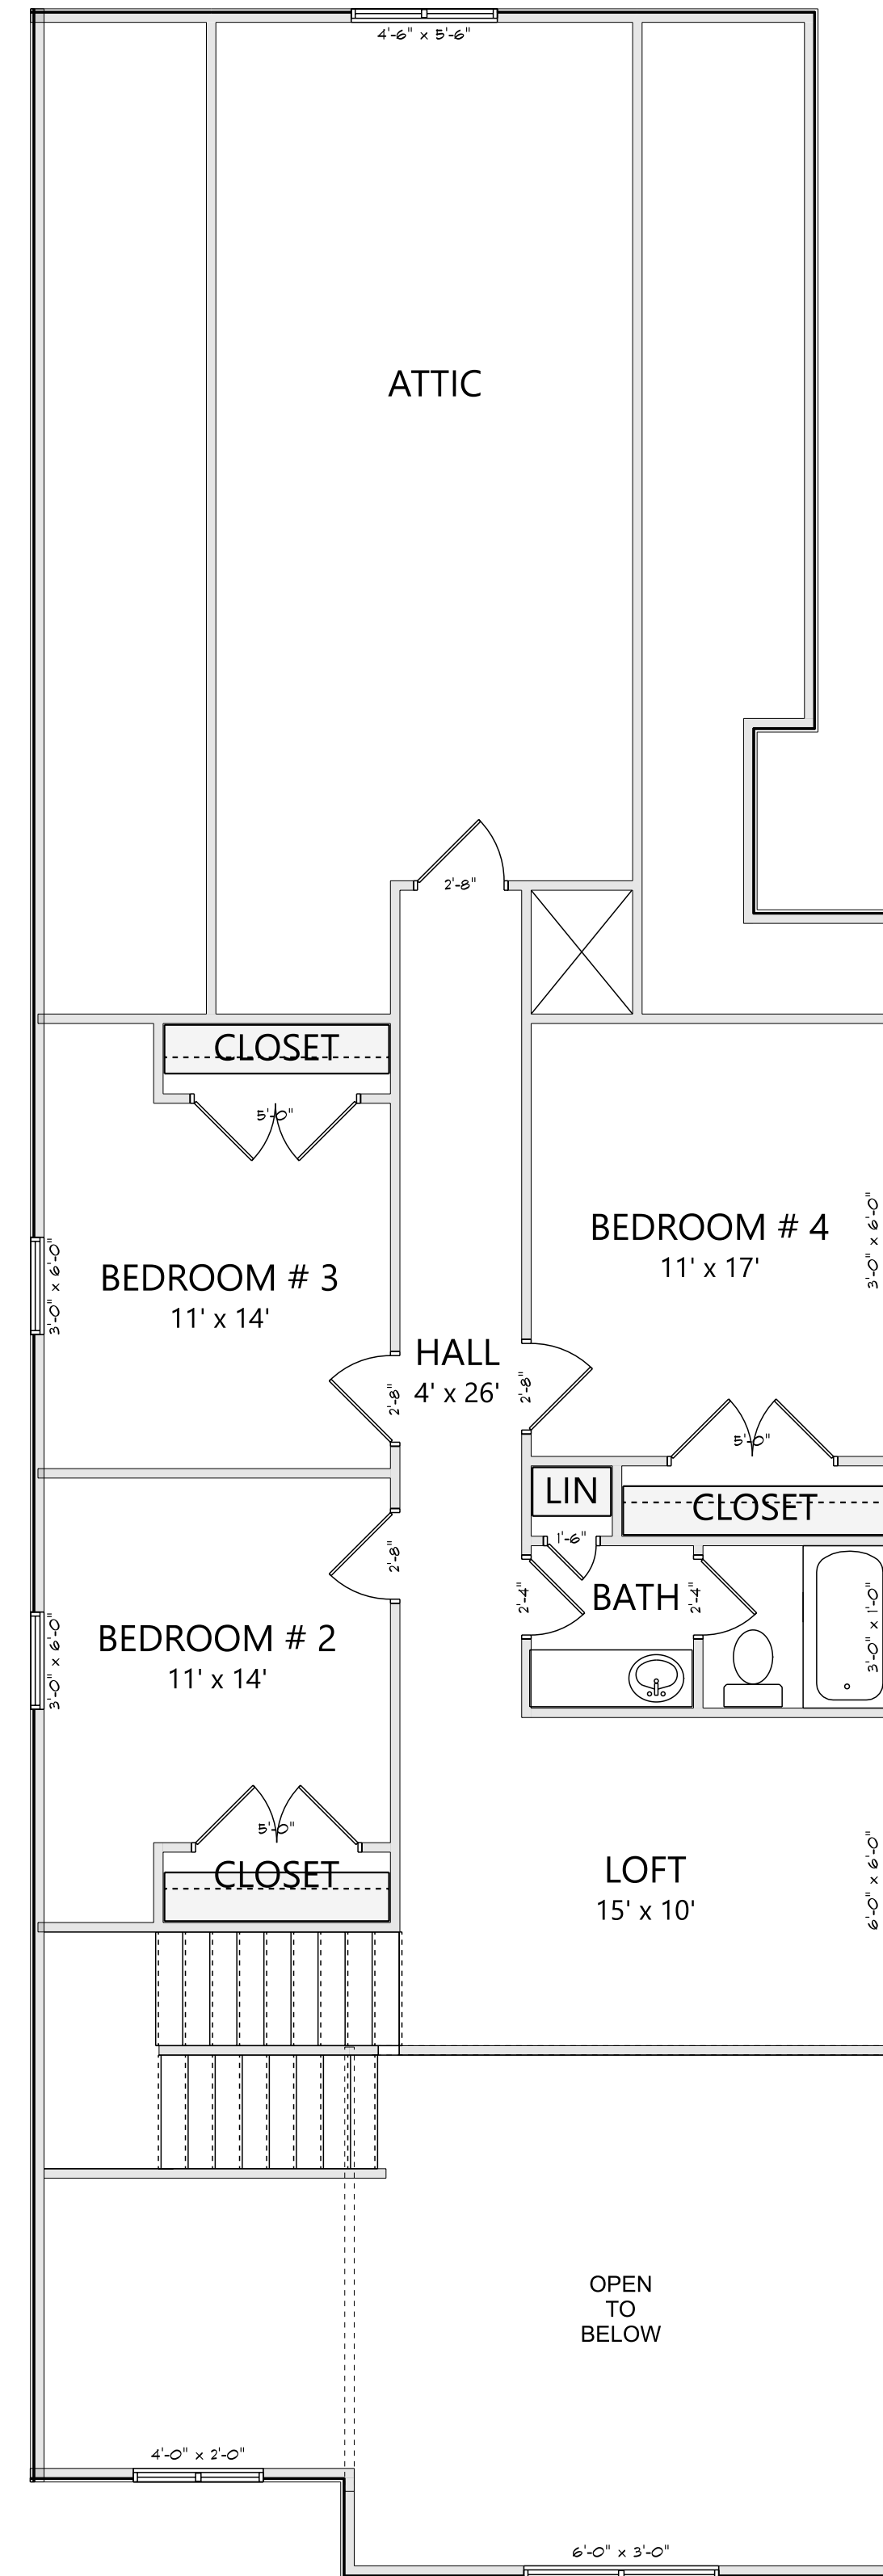 4'-6" x 5'-6"
ATTIC
2'-8"
CLOSET
5'-0"
3'-0" x 6'-0"
BEDROOM # 4
11' x 17'
3'-0" x 6'-0"
BEDROOM # 3
11' x 14'
HALL
4' x 26'
2'-8"
2'-8"
5'-0"
LIN
CLOSET
1'-6"
2'-8"
2'-4"
BATH
2'-4"
3'-0" x 1'-0"
3'-0" x 6'-0"
BEDROOM # 2
11' x 14'
5'-0"
CLOSET
LOFT
15' x 10'
6'-0" x 6'-0"
OPEN
TO
BELOW
4'-0" x 2'-0"
6'-0" x 3'-0"